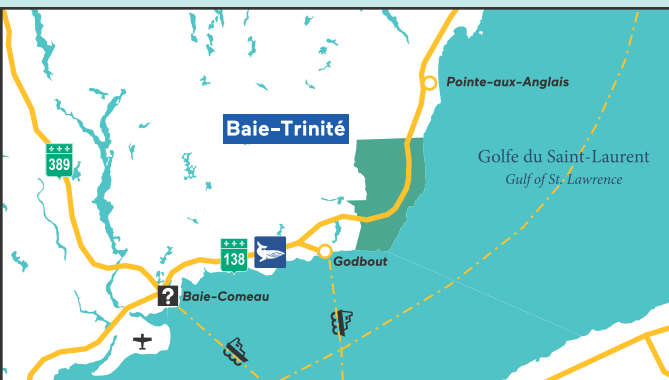 Pointe-aux-Anglais
Baie-Trinité
Golfe du Saint-Laurent
Gulf of St. Lawrence
389
138
Godbout
?
Baie-Comeau